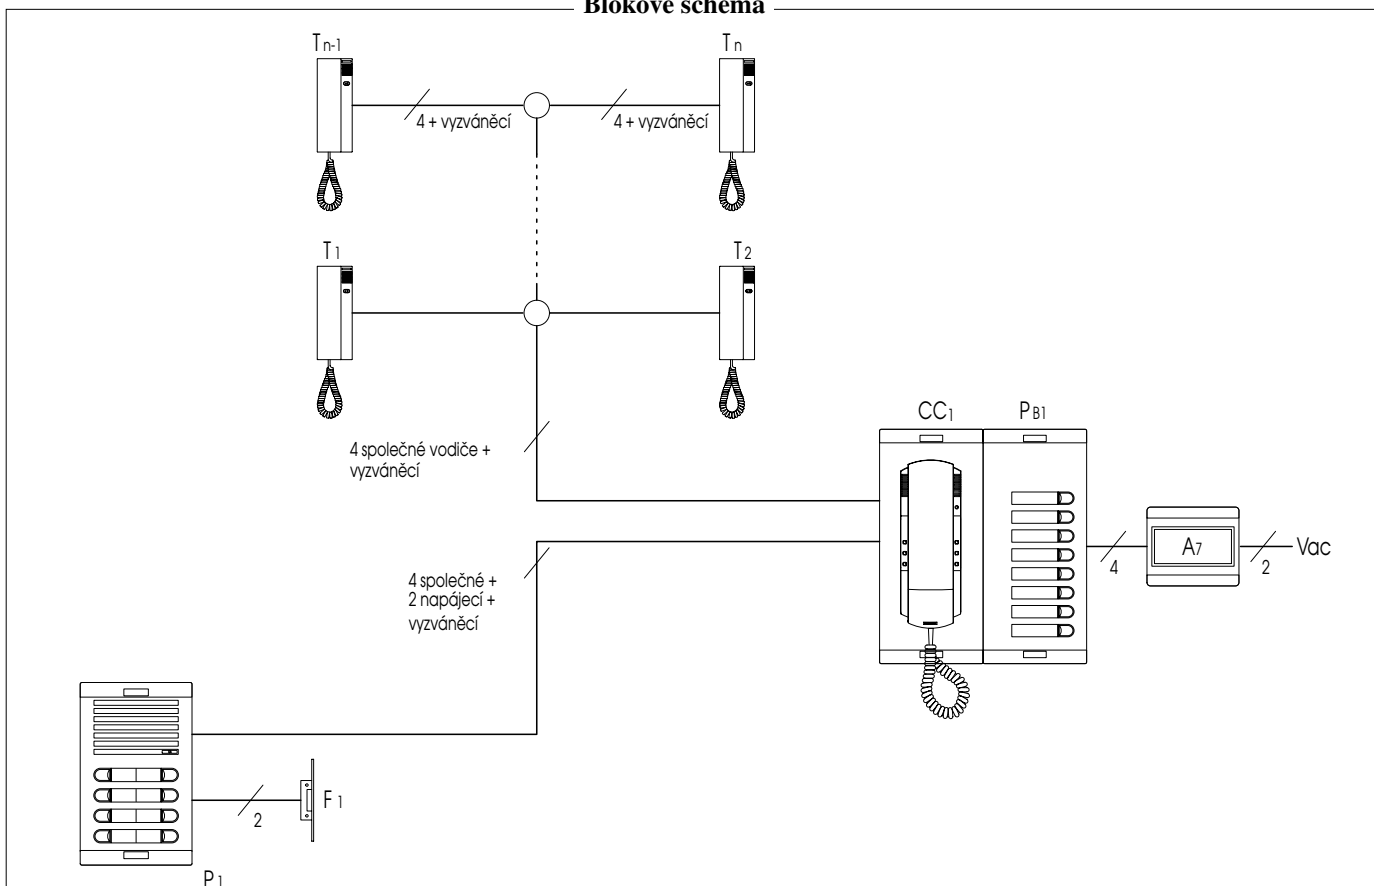 Blokové schéma
Tn-1
Tn
4 + vyzváněcí
4 + vyzváněcí
T1
T2
CC1
PB1
4 společné vodiče +
vyzváněcí
A7
4
2
Vac
4 společné +
2 napájecí +
vyzváněcí
F1
2
P1